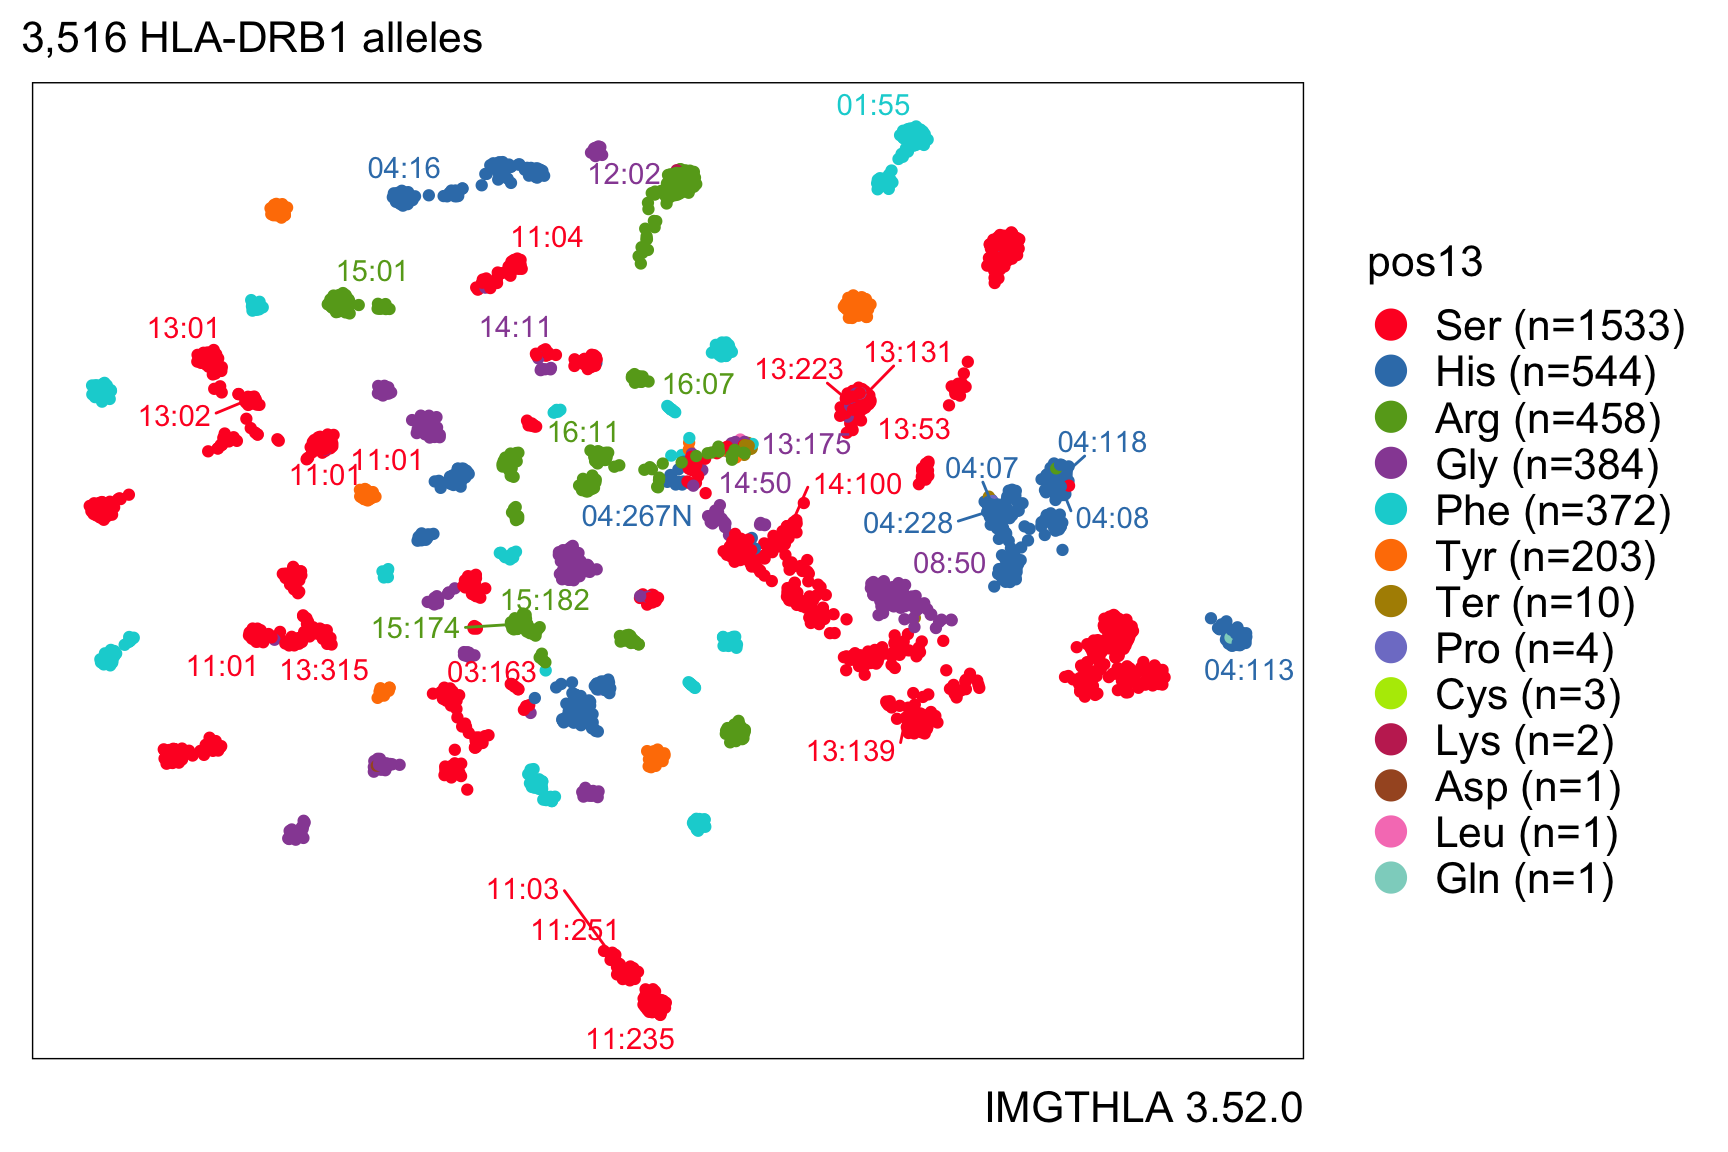 3,516 HLA-DRB1 alleles
01:55
04:16
12:02
11:04
15:01
13:01
14:11
13:131
13:223
16:07
13:02
13:53
16:11
13:175
04:118
11:01
11:01
04:07
14:50
14:100
04:267N
04:228
04:08
08:50
15:182
15:174
11:01
13:315
03:163
04:113
13:139
11:03
11:251
11:235
pos13
Ser (n=1533)
His (n=544)
Arg (n=458)
Gly (n=384)
Phe (n=372)
Tyr (n=203)
Ter (n=10)
Pro (n=4)
Cys (n=3)
Lys (n=2)
Asp (n=1)
Leu (n=1)
Gln (n=1)
IMGTHLA 3.52.0